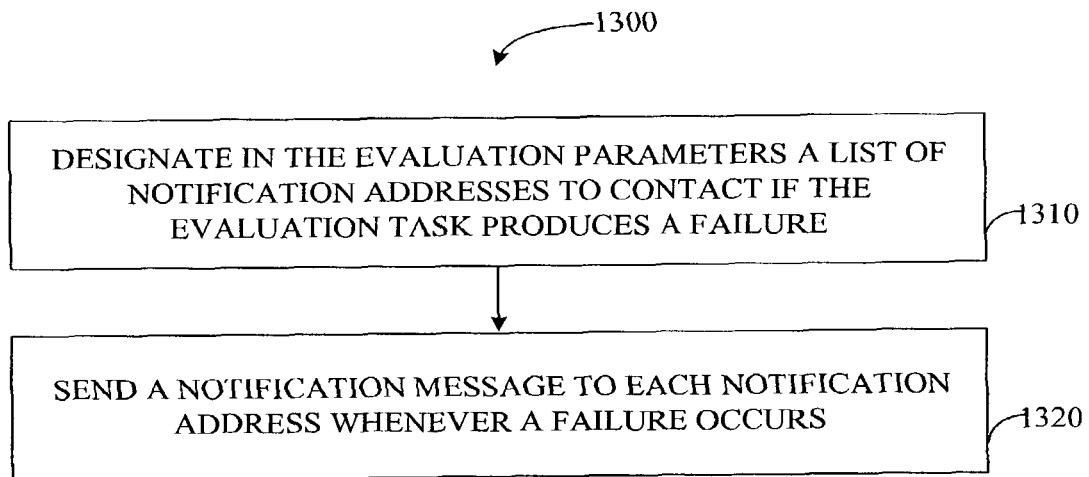 1300
DESIGNATE IN THE EVALUATION PARAMETERS A LIST OF
NOTIFICATION ADDRESSES TO CONTACT IF THE
EVALUATION TASK PRODUCES A FAILURE
1310
SEND A NOTIFICATION MESSAGE TO EACH NOTIFICATION
ADDRESS WHENEVER A FAILURE OCCURS
1320